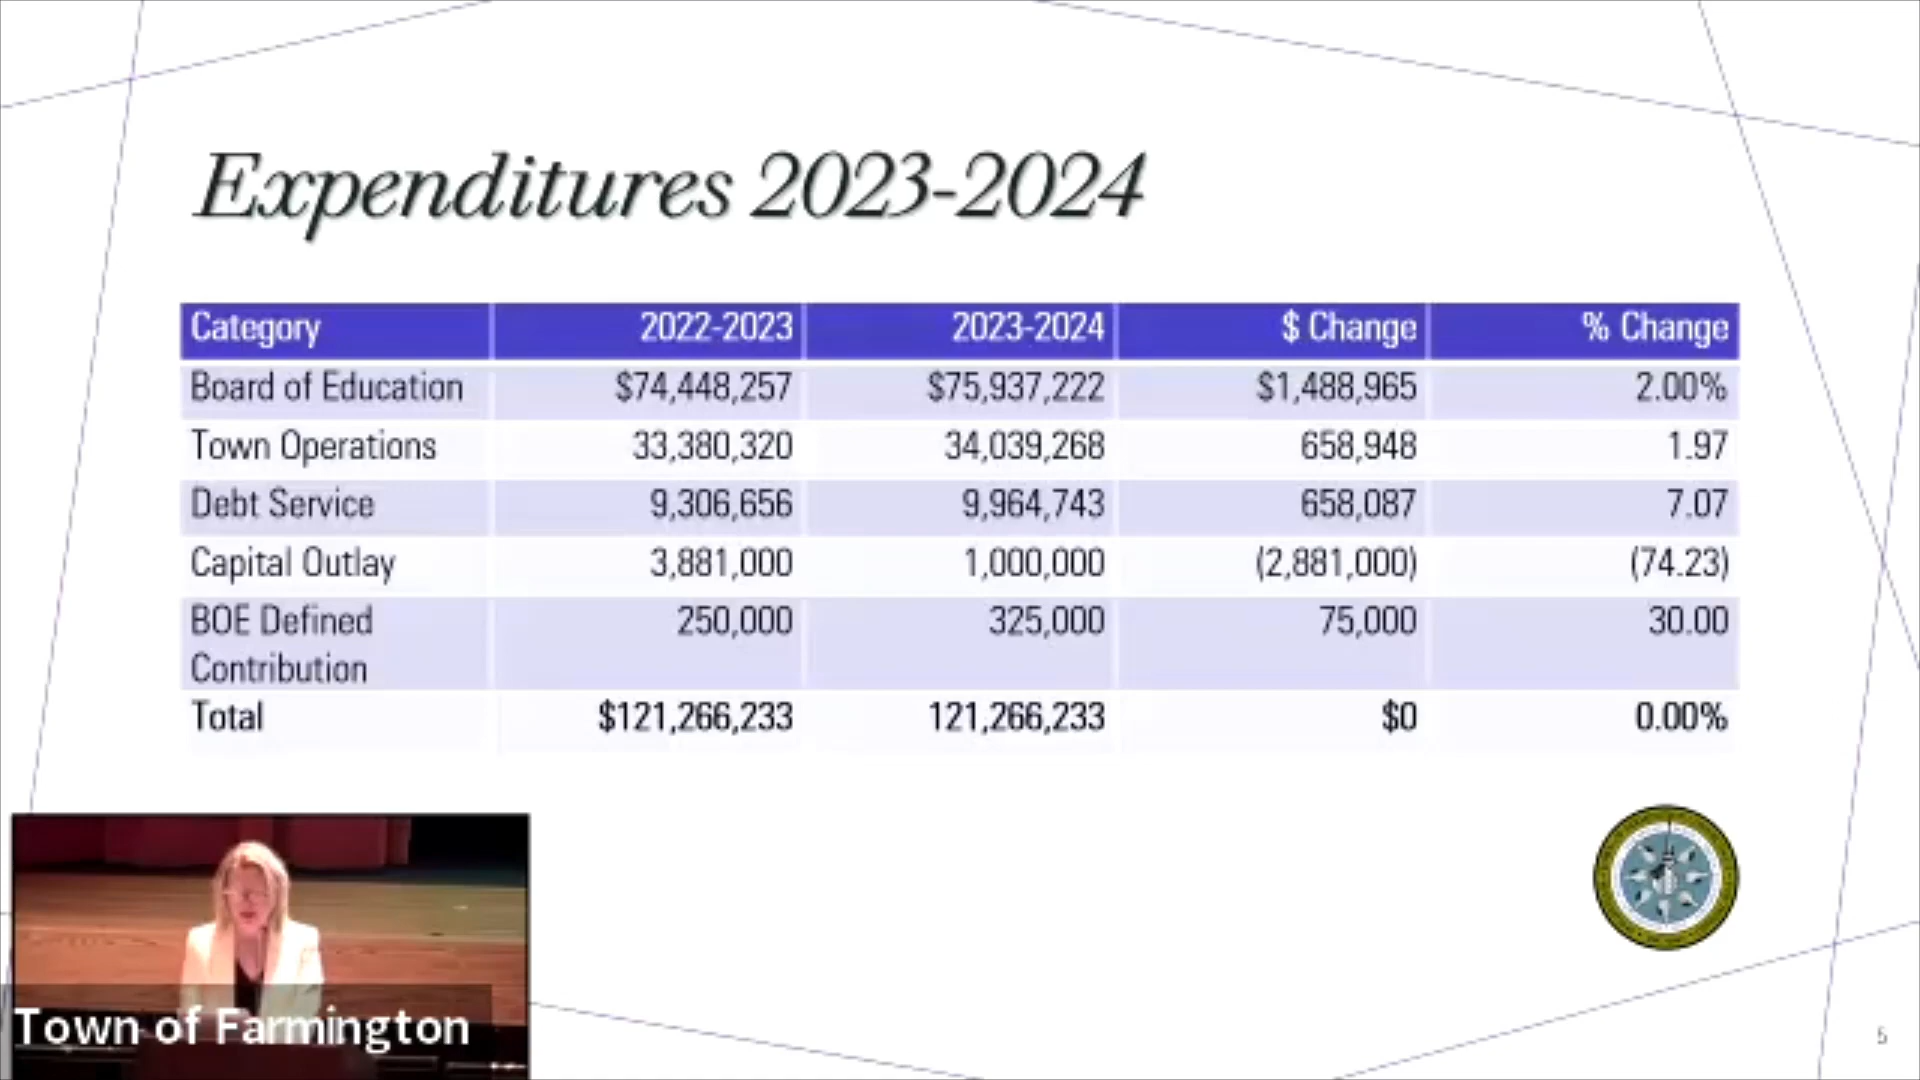 Expenditures 2023-2024
Category 2022-2023 2023-2024 $ Change % Change
Board of Education $74,448,257 $75,937,222 $1,488,965 2.00%
Town Operations 33,380,320 34,039,268 658,948 1.97
Debt Service 9,306,656 9,964,743 658,087 7.07
Capital Outlay 3,881,000 1,000,000 (2,881,000) (74.23)
BOE Defined 250,000 325,000 75,000 30.00
Contribution
Total $121,266,233 121,266,233 $0 0.00%
Town of Farmington
5